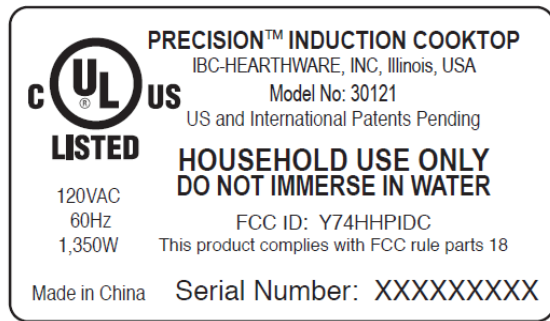 C UL® US
LISTED
120VAC
60Hz
1,350W
Made in China
PRECISION™ INDUCTION COOKTOP
IBC-HEARTHWARE, INC, Illinois, USA
Model No: 30121
US and International Patents Pending
HOUSEHOLD USE ONLY
DO NOT IMMERSE IN WATER
FCC ID: Y74HHPIDC
This product complies with FCC rule parts 18
Serial Number: XXXXXXXXX